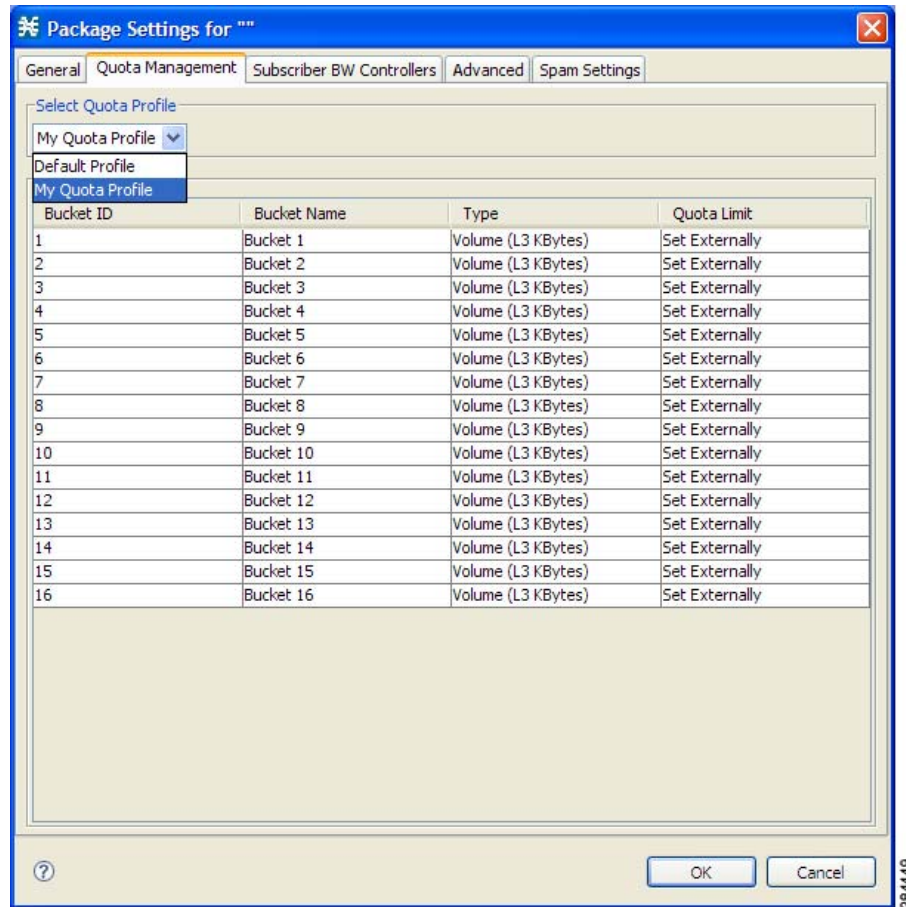 Package Settings for ""
General Quota Management Subscriber BW Controllers Advanced Spam Settings
Select Quota Profile
My Quota Profile
Default Profile
My Quota Profile
Bucket ID Bucket Name Type Quota Limit
1 Bucket 1 Volume (L3 KBytes) Set Externally
2 Bucket 2 Volume (L3 KBytes) Set Externally
3 Bucket 3 Volume (L3 KBytes) Set Externally
4 Bucket 4 Volume (L3 KBytes) Set Externally
5 Bucket 5 Volume (L3 KBytes) Set Externally
6 Bucket 6 Volume (L3 KBytes) Set Externally
7 Bucket 7 Volume (L3 KBytes) Set Externally
8 Bucket 8 Volume (L3 KBytes) Set Externally
9 Bucket 9 Volume (L3 KBytes) Set Externally
10 Bucket 10 Volume (L3 KBytes) Set Externally
11 Bucket 11 Volume (L3 KBytes) Set Externally
12 Bucket 12 Volume (L3 KBytes) Set Externally
13 Bucket 13 Volume (L3 KBytes) Set Externally
14 Bucket 14 Volume (L3 KBytes) Set Externally
15 Bucket 15 Volume (L3 KBytes) Set Externally
16 Bucket 16 Volume (L3 KBytes) Set Externally
? OK Cancel